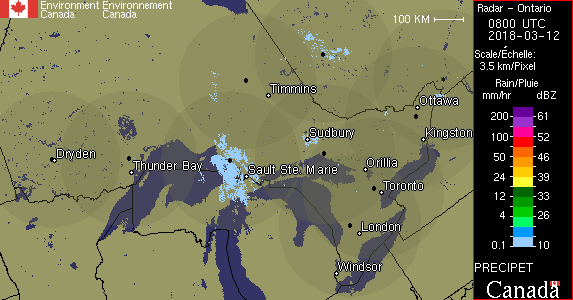 Environment Environnement
Canada Canada
100 KM
Radar - Ontario
0800 UTC
2018-03-12
Scale/Échelle:
3.5 km/Pixel
Rain/Pluie
mm/hr dBZ
200 61
100 52
50 46
24 39
12 33
4 26
1 20
0.1 10
PRECIPET
Canada
Timmins
Ottawa
Sudbury
Kingston
Dryden
Thunder Bay
Sault Ste. Marie
Orillia
Toronto
London
Windsor